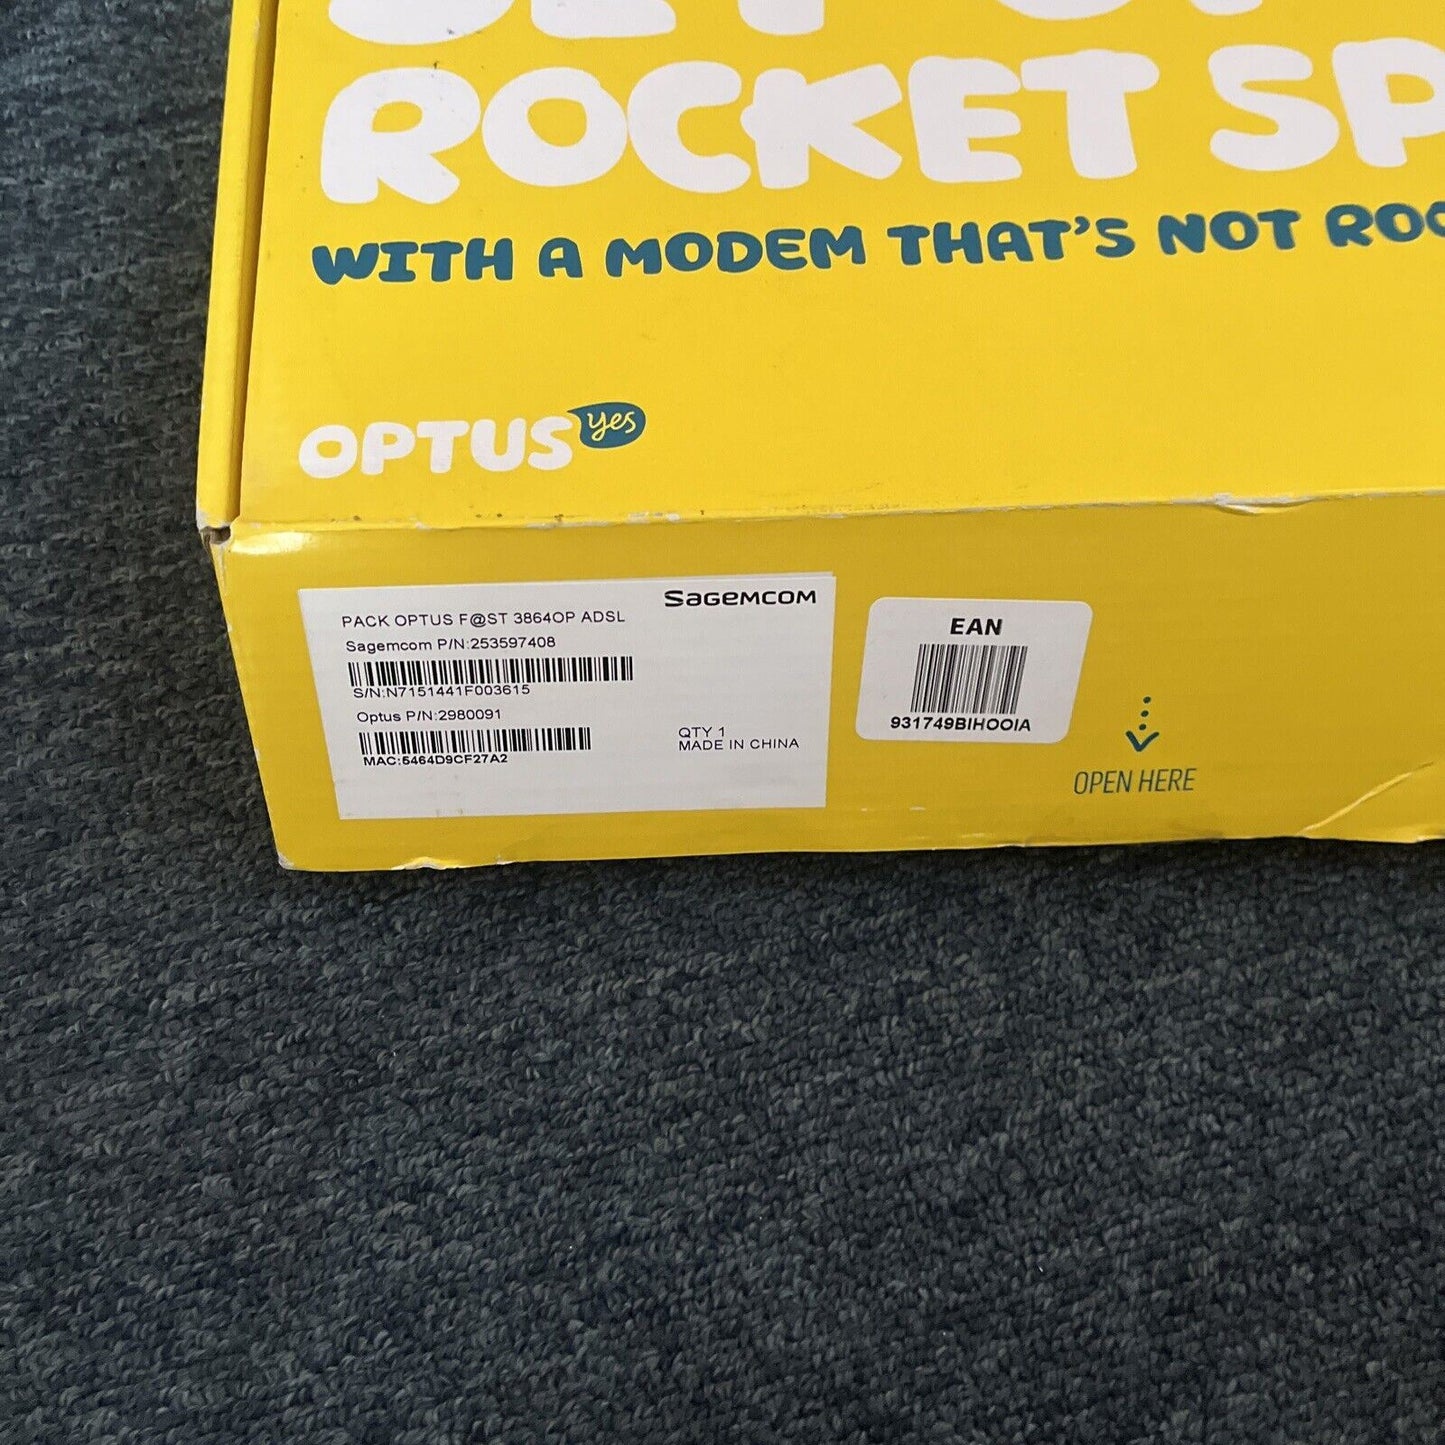 ROCKET SP
WITH A MODEM THAT'S NOT ROC
OPTUS yes
SAGEMCOM
PACK OPTUS F@ST 3864OP ADSL
Sagemcom P/N:253597408
S/N:N7151441F003615
Optus P/N:2980091
MAC:5464D9CF27A2
QTY 1
MADE IN CHINA
EAN
931749BIHOOIA
OPEN HERE